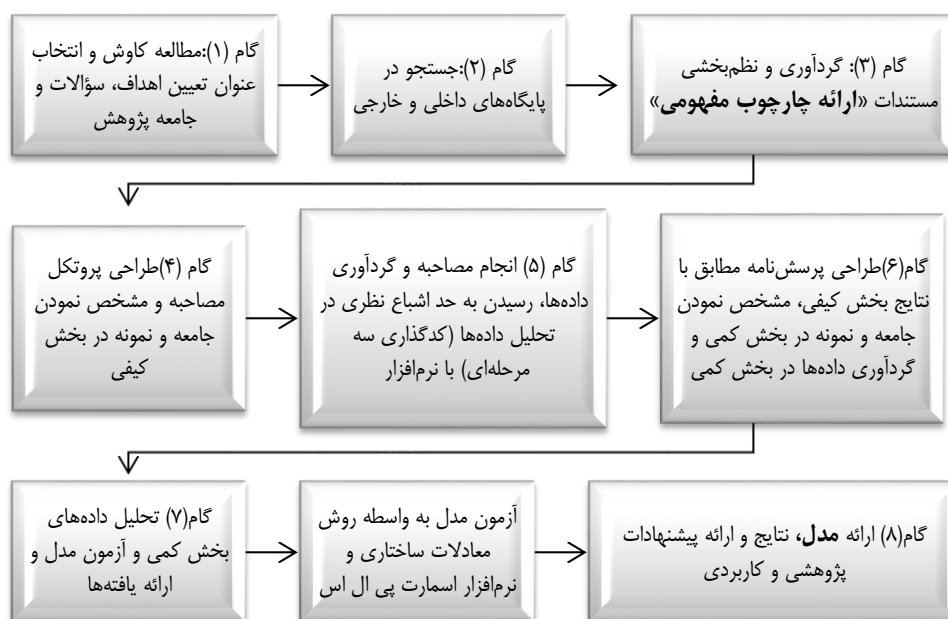 گام (۱):مطالعه کاوش و انتخاب
عنوان تعیین اهداف، سؤالات و
جامعه پژوهش
گام (۲):جستجو در
پایگاه‌های داخلی و خارجی
گام (۳): گردآوری و نظم‌بخشی
مستندات «ارائه چارچوب مفهومی»
گام (۴)طراحی پروتکل
مصاحبه و مشخص نمودن
جامعه و نمونه در بخش
کیفی
گام (۵) انجام مصاحبه و گردآوری
داده‌ها، رسیدن به حد اشباع نظری در
تحلیل داده‌ها (کدگذاری سه
مرحله‌ای) با نرم‌افزار
گام(۶)طراحی پرسش‌نامه مطابق با
نتایج بخش کیفی، مشخص نمودن
جامعه و نمونه در بخش کمی و
گردآوری داده‌ها در بخش کمی
گام(۷) تحلیل داده‌های
بخش کمی و آزمون مدل و
ارائه یافته‌ها
آزمون مدل به واسطه روش
معادلات ساختاری و
نرم‌افزار اسمارت پی ال اس
گام(۸) ارائه مدل، نتایج و ارائه پیشنهادات
پژوهشی و کاربردی